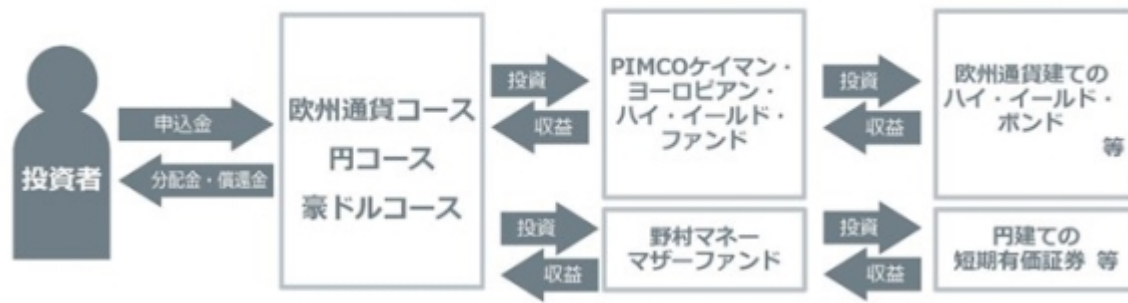 投資者
申込金
分配金・償還金
欧州通貨コース
円コース
豪ドルコース
投資
収益
PIMCOケイマン・
ヨーロピアン・
ハイ・イールド・
ファンド
投資
収益
欧州通貨建ての
ハイ・イールド・
ボンド
等
投資
収益
野村マネー
マザーファンド
投資
収益
円建ての
短期有価証券 等